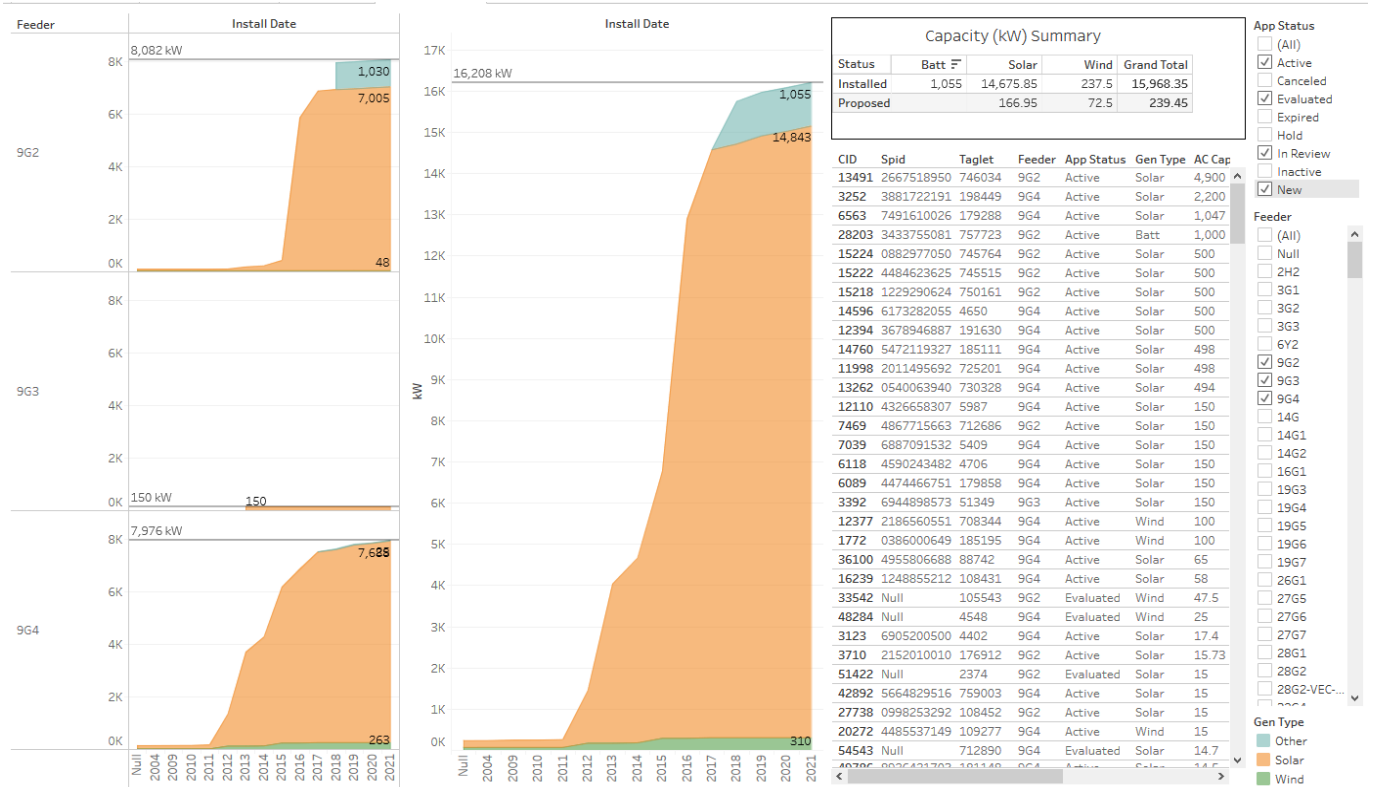 Feeder
Install Date
9G2
8,082 kW
8K
6K
4K
2K
0K
1,030
7,005
48
9G3
8K
6K
4K
2K
0K
150 kW
150
9G4
7,976 kW
8K
6K
4K
2K
0K
263
Null 2004 2009 2010 2011 2012 2013 2014 2015 2016 2017 2018 2019 2020 2021
Install Date
kW
17K
16,208 kW
16K
15K
14K
13K
12K
11K
10K
9K
8K
7K
6K
5K
4K
3K
2K
1K
0K
1,055
14,843
310
Null 2004 2009 2010 2011 2012 2013 2014 2015 2016 2017 2018 2019 2020 2021
Capacity (kW) Summary
Status Batt Solar Wind Grand Total
Installed 1,055 14,675.85 237.5 15,968.35
Proposed 166.95 72.5 239.45
CID Spid Taglet Feeder App Status Gen Type AC Cap
13491 2667518950 746034 9G2 Active Solar 4,900
3252 3881722191 198449 9G4 Active Solar 2,200
6563 7491610026 179288 9G4 Active Solar 1,047
28203 3433755081 757723 9G2 Active Batt 1,000
15224 0882977050 745764 9G2 Active Solar 500
15222 4484623625 745515 9G2 Active Solar 500
15218 1229290624 750161 9G2 Active Solar 500
14596 6173282055 4650 9G4 Active Solar 500
12394 3678946887 191630 9G4 Active Solar 500
14760 5472119327 185111 9G4 Active Solar 498
11998 2011495692 725201 9G4 Active Solar 498
13262 0540063940 730328 9G4 Active Solar 494
12110 4326658307 5987 9G4 Active Solar 150
7469 4867715663 712686 9G2 Active Solar 150
7039 6887091532 5409 9G4 Active Solar 150
6118 4590243482 4706 9G4 Active Solar 150
6089 4474466751 179858 9G4 Active Solar 150
3392 6944898573 51349 9G3 Active Solar 150
12377 2186560551 708344 9G4 Active Wind 100
1772 0386000649 185195 9G4 Active Wind 100
36100 4955806688 88742 9G4 Active Solar 65
16239 1248855212 108431 9G4 Active Solar 58
33542 Null 105543 9G2 Evaluated Wind 47.5
48284 Null 4548 9G4 Evaluated Wind 25
3123 6905200500 4402 9G4 Active Solar 17.4
3710 2152010010 176912 9G2 Active Solar 15.73
51422 Null 2374 9G2 Evaluated Solar 15
42892 5664829516 759003 9G4 Active Solar 15
27738 0998253292 108452 9G2 Active Solar 15
20272 4485537149 109277 9G4 Active Wind 15
54543 Null 712890 9G4 Evaluated Solar 14.7
App Status
(All)
Active
Canceled
Evaluated
Expired
Hold
In Review
Inactive
New
Feeder
(All)
Null
2H2
3G1
3G2
3G3
6Y2
9G2
9G3
9G4
14G
14G1
14G2
16G1
19G3
19G4
19G5
19G6
19G7
26G1
27G5
27G6
27G7
28G1
28G2
28G2-VEC-...
Gen Type
Other
Solar
Wind